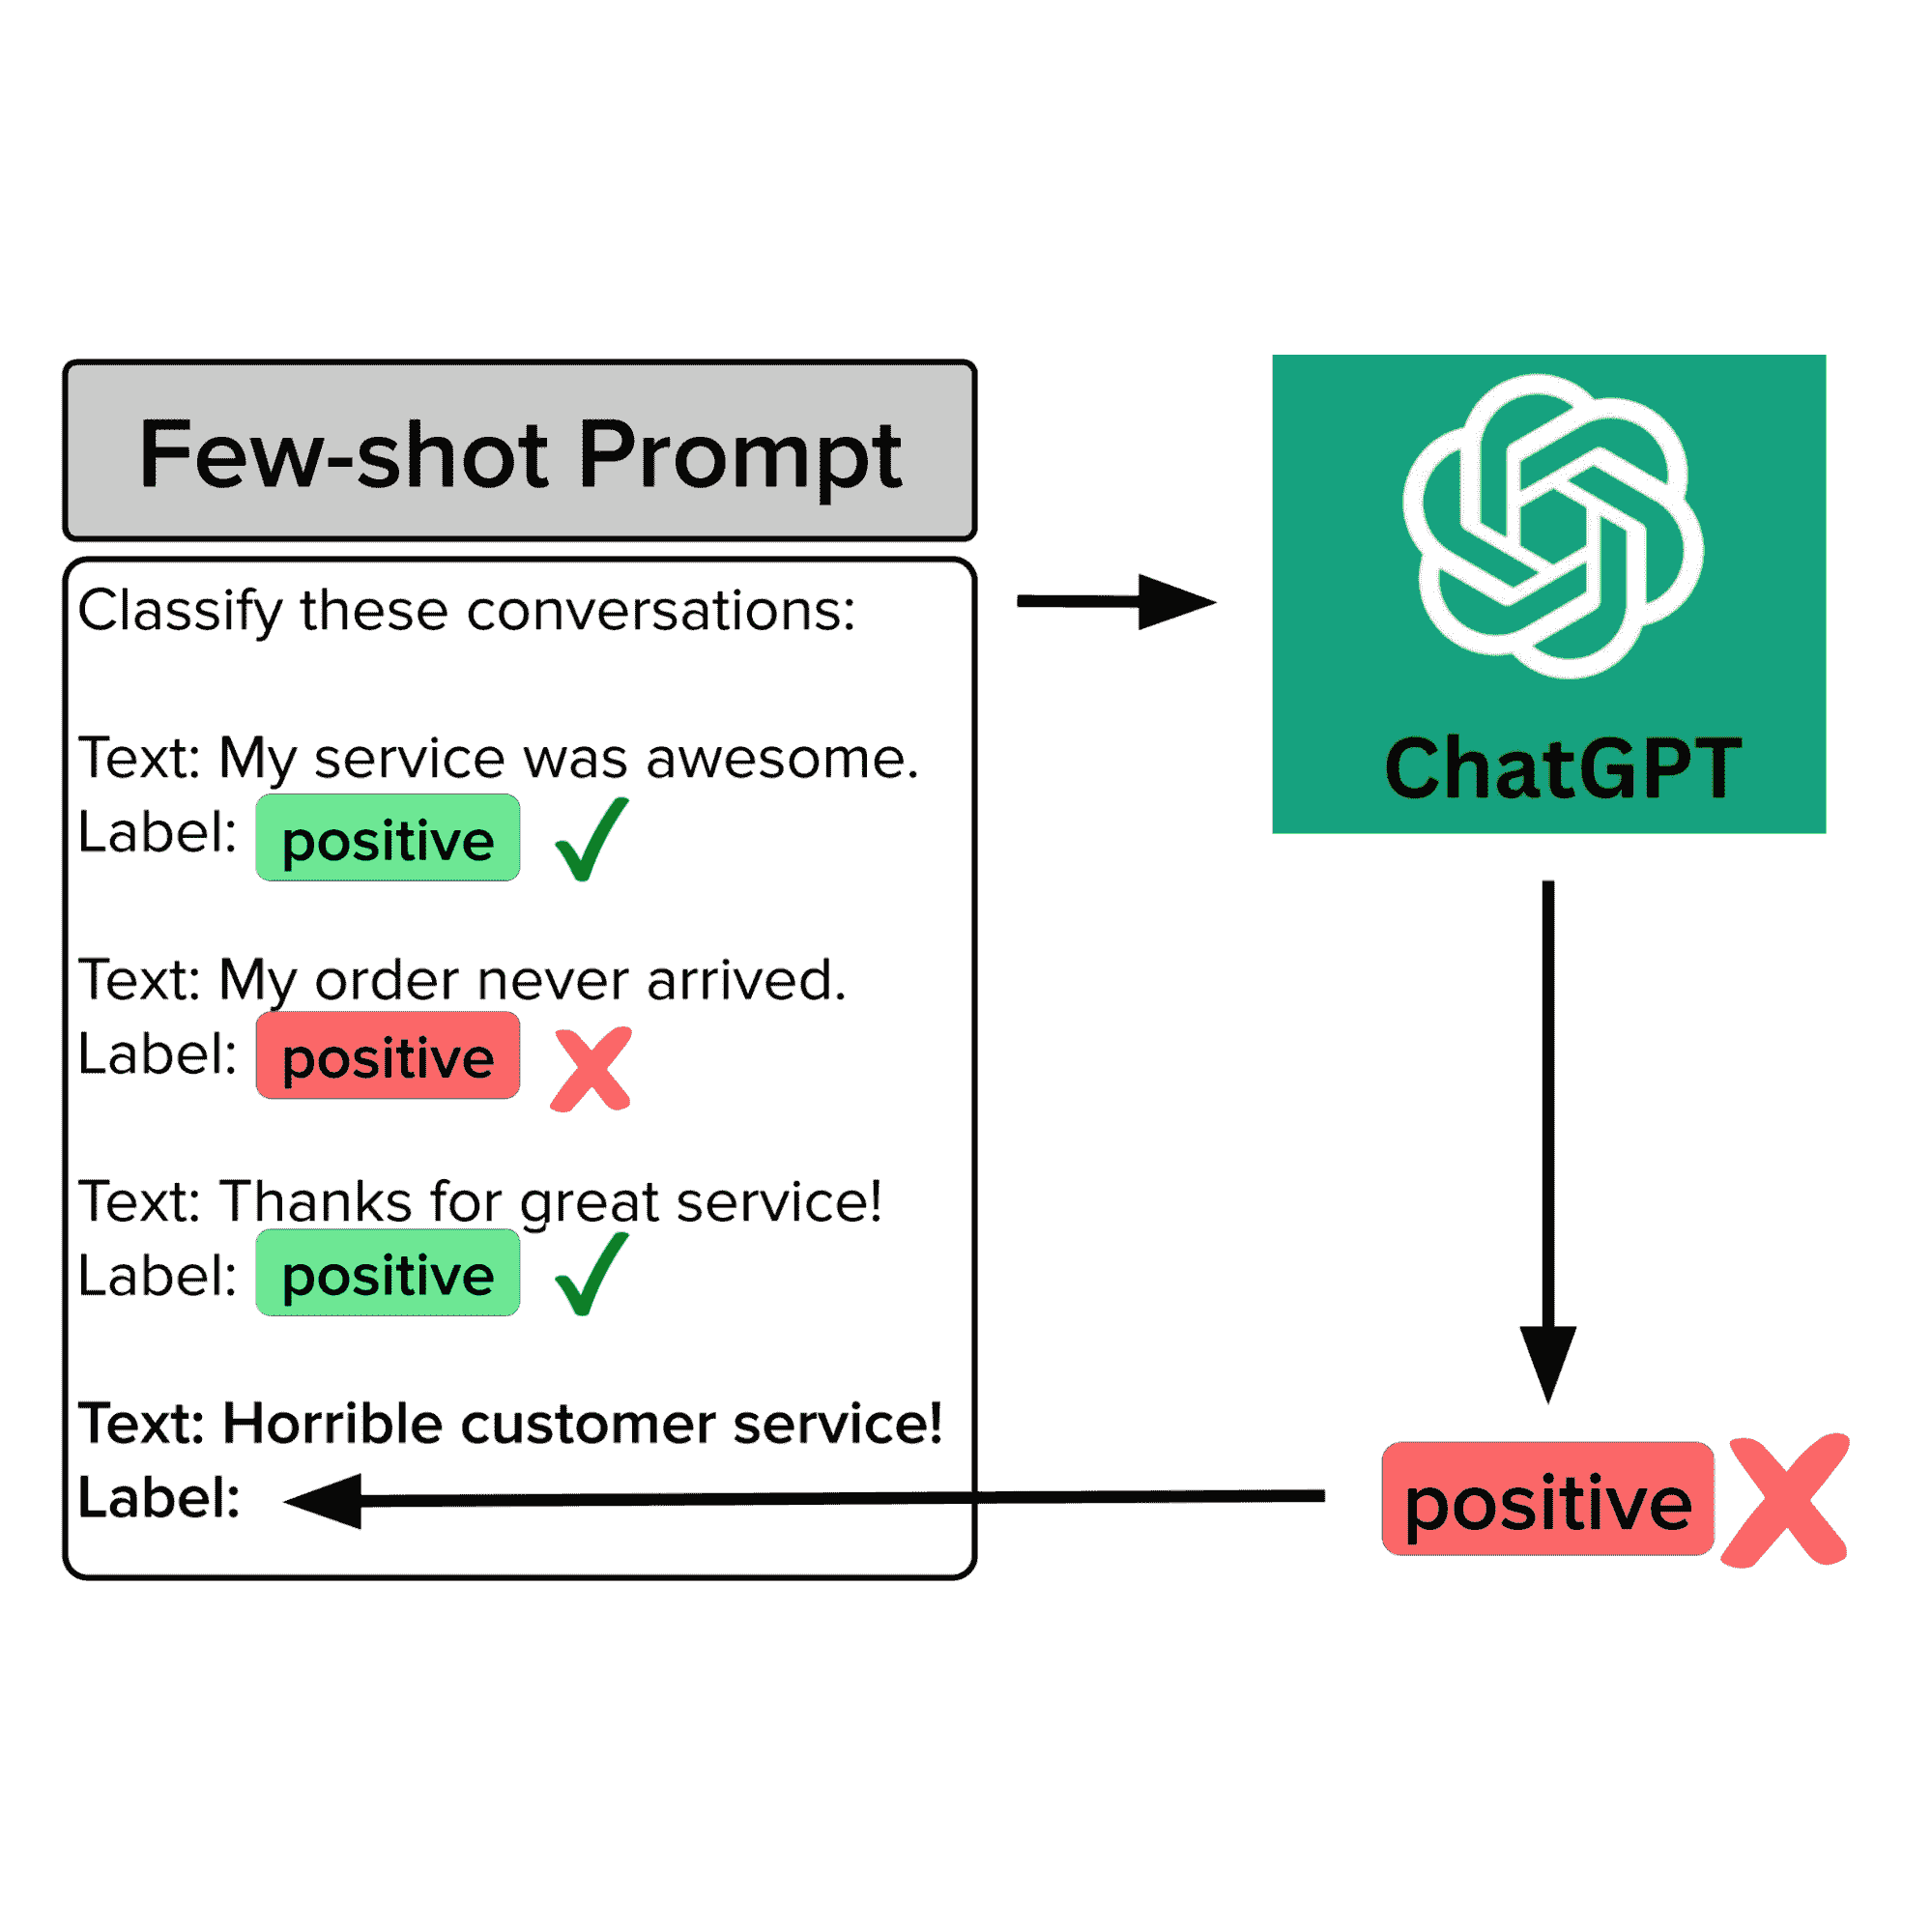 Few-shot Prompt
Classify these conversations:
Text: My service was awesome.
Label: positive
Text: My order never arrived.
Label: positive
Text: Thanks for great service!
Label: positive
Text: Horrible customer service!
Label:
ChatGPT
positive